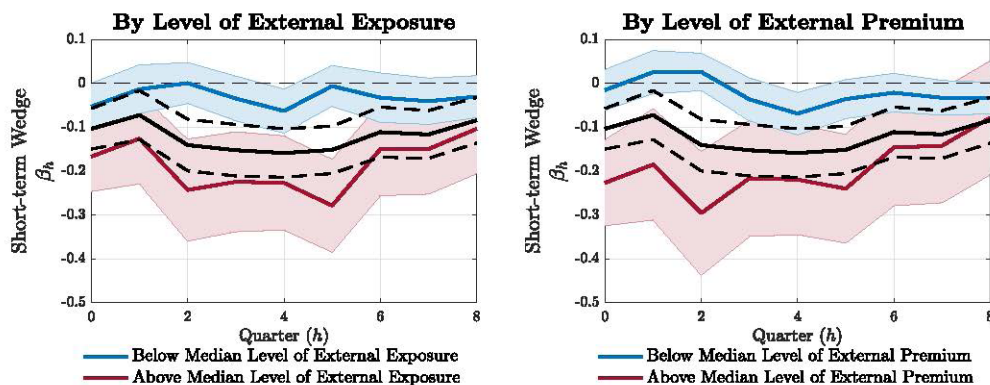 By Level of External Exposure
Short-term Wedge
βh
0.1
0
-0.1
-0.2
-0.3
-0.4
-0.5
0 2 4 6 8
Quarter (h)
Below Median Level of External Exposure
Above Median Level of External Exposure
By Level of External Premium
Short-term Wedge
βh
0.1
0
-0.1
-0.2
-0.3
-0.4
-0.5
0 2 4 6 8
Quarter (h)
Below Median Level of External Premium
Above Median Level of External Premium